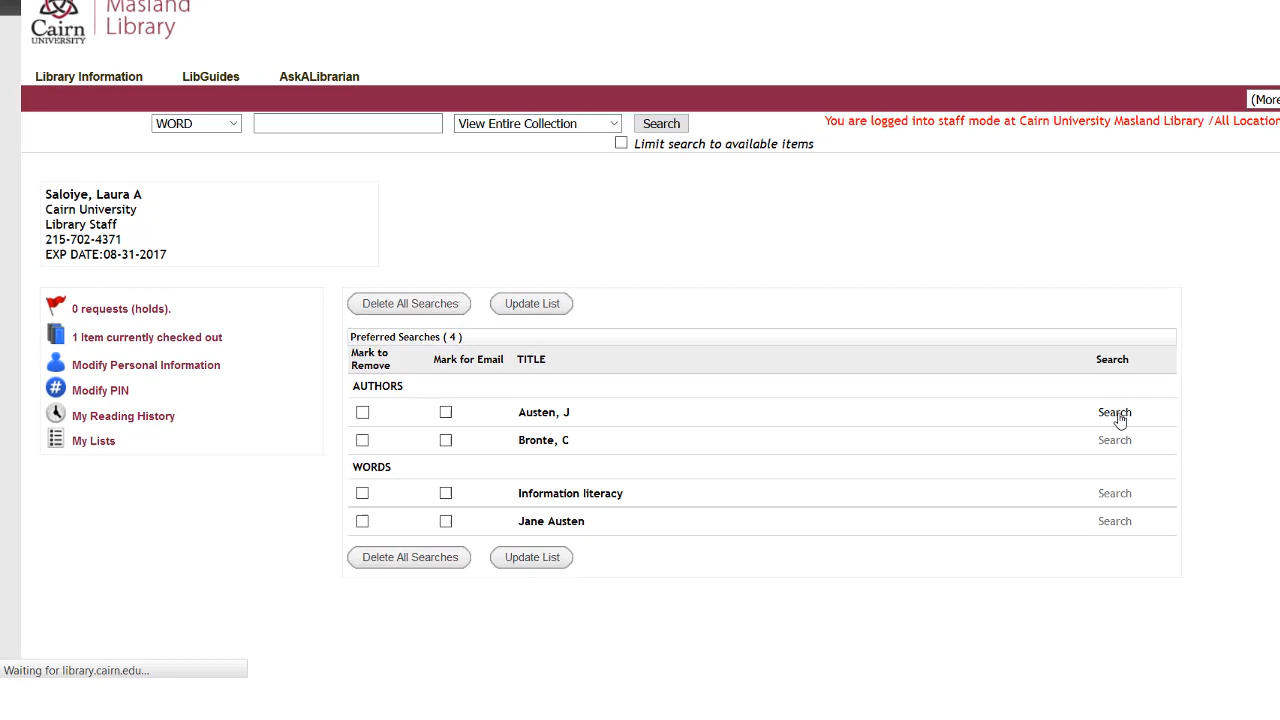 Masland
Library
Cairn
UNIVERSITY
Library Information LibGuides AskALibrarian
(More
WORD View Entire Collection Search You are logged into staff mode at Cairn University Masland Library /All Location
Limit search to available items
Saloiye, Laura A
Cairn University
Library Staff
215-702-4371
EXP DATE:08-31-2017
0 requests (holds).
1 Item currently checked out
Modify Personal Information
# Modify PIN
My Reading History
My Lists
Delete All Searches Update List
Preferred Searches ( 4 )
Mark to Remove Mark for Email TITLE Search
AUTHORS
Austen, J Search
Bronte, C Search
WORDS
Information literacy Search
Jane Austen Search
Delete All Searches Update List
Waiting for library.cairn.edu...